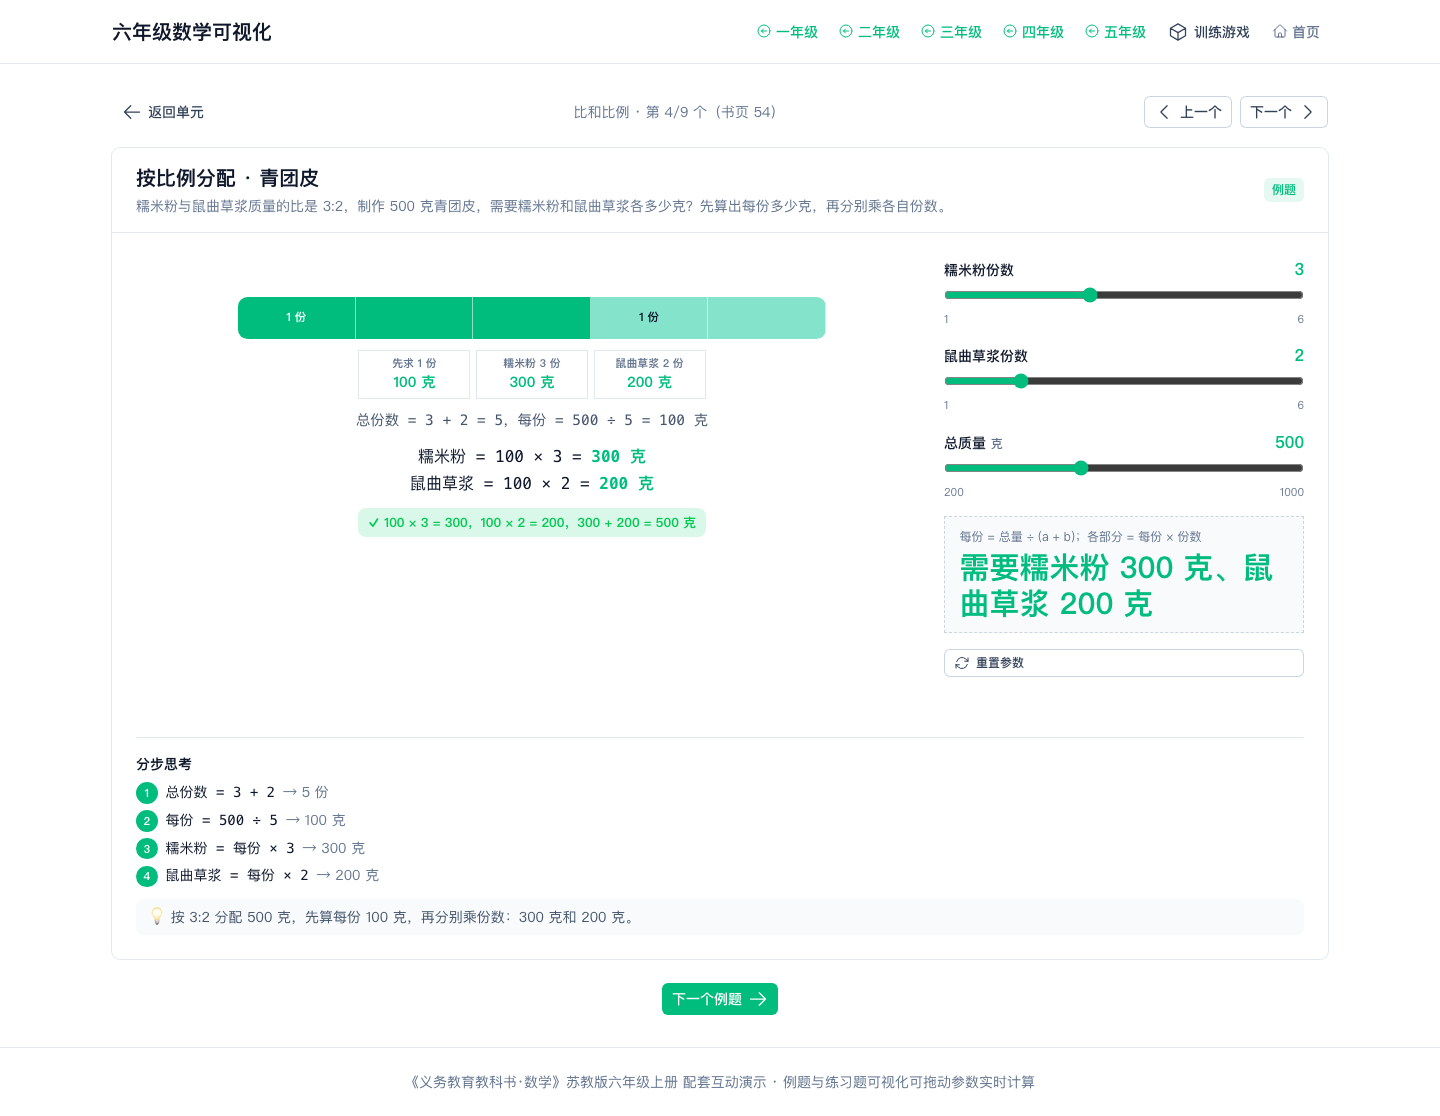 六年级数学可视化
一年级 二年级 三年级 四年级 五年级 训练游戏 首页
返回单元
比和比例 · 第 4/9 个（书页 54）
上一个 下一个
按比例分配 · 青团皮
例题
糯米粉与鼠曲草浆质量的比是 3:2，制作 500 克青团皮，需要糯米粉和鼠曲草浆各多少克？先算出每份多少克，再分别乘各自份数。
1 份 1 份
先求 1 份 糯米粉 3 份 鼠曲草浆 2 份
100 克 300 克 200 克
总份数 = 3 + 2 = 5，每份 = 500 ÷ 5 = 100 克
糯米粉 = 100 × 3 = 300 克
鼠曲草浆 = 100 × 2 = 200 克
✓ 100 × 3 = 300，100 × 2 = 200，300 + 200 = 500 克
糯米粉份数 3
1 6
鼠曲草浆份数 2
1 6
总质量 克 500
200 1000
每份 = 总量 ÷ (a + b)；各部分 = 每份 × 份数
需要糯米粉 300 克、鼠
曲草浆 200 克
重置参数
分步思考
1 总份数 = 3 + 2 → 5 份
2 每份 = 500 ÷ 5 → 100 克
3 糯米粉 = 每份 × 3 → 300 克
4 鼠曲草浆 = 每份 × 2 → 200 克
💡 按 3:2 分配 500 克，先算每份 100 克，再分别乘份数：300 克和 200 克。
下一个例题 →
《义务教育教科书·数学》苏教版六年级上册 配套互动演示 · 例题与练习题可视化可拖动参数实时计算